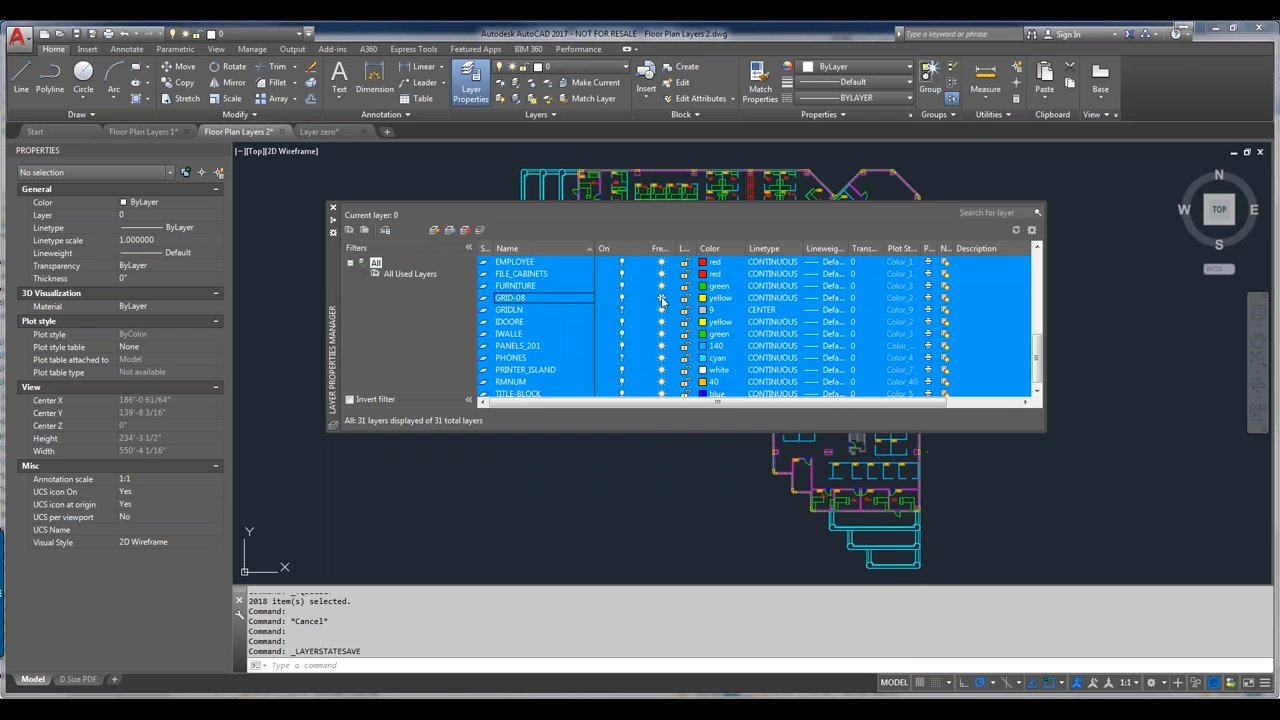 Autodesk AutoCAD 2017 - NOT FOR RESALE Floor Plan Layers 2.dwg
0
Type a keyword or phrase
Sign In
Home Insert Annotate Parametric View Manage Output Add-ins A360 Express Tools Featured Apps BIM 360 Performance
Line Polyline Circle Arc
Move Rotate Trim
Copy Mirror Fillet
Stretch Scale Array
Text Dimension
Linear
Leader
Table
Layer Properties
0
Make Current
Match Layer
Insert
Create
Edit
Edit Attributes
Match Properties
ByLayer
Default
BYLAYER
Group
Measure
Paste
Base
Draw Modify Annotation Layers Block Properties Groups Utilities Clipboard View
Start Floor Plan Layers 1* Floor Plan Layers 2* Layer zero*
PROPERTIES
No selection
General
Color ByLayer
Layer 0
Linetype ByLayer
Linetype scale 1.000000
Lineweight Default
Transparency ByLayer
Thickness 0"
3D Visualization
Material ByLayer
Plot style
Plot style ByColor
Plot style table None
Plot table attached to Model
Plot table type Not available
View
Center X 186'-0 61/64"
Center Y 139'-8 3/16"
Center Z 0"
Height 234'-3 1/2"
Width 550'-4 1/16"
Misc
Annotation scale 1:1
UCS icon On Yes
UCS icon at origin Yes
UCS per viewport No
UCS Name
Visual Style 2D Wireframe
[−][Top][2D Wireframe]
N
W TOP E
S
WCS
LAYER PROPERTIES MANAGER
Current layer: 0
Search for layer
Filters
All
All Used Layers
Invert filter
S... Name On Fre... L... Color Linetype Lineweig... Trans... Plot St... P... N... Description
EMPLOYEE red CONTINUOUS Defa... 0 Color_1
FILE_CABINETS red CONTINUOUS Defa... 0 Color_1
FURNITURE green CONTINUOUS Defa... 0 Color_3
GRID-08 yellow CONTINUOUS Defa... 0 Color_2
GRIDLN 9 CENTER Defa... 0 Color_9
IDOORE yellow CONTINUOUS Defa... 0 Color_2
IWALLE green CONTINUOUS Defa... 0 Color_3
PANELS_201 140 CONTINUOUS Defa... 0 Color_...
PHONES cyan CONTINUOUS Defa... 0 Color_4
PRINTER_ISLAND white CONTINUOUS Defa... 0 Color_7
RMNUM 40 CONTINUOUS Defa... 0 Color_40
TITLE-BLOCK blue CONTINUOUS Defa... 0 Color_5
All: 31 layers displayed of 31 total layers
Y
X
2018 item(s) selected.
Command:
Command: *Cancel*
Command:
Command:
Command: _LAYERSTATESAVE
Type a command
Model D Size PDF
MODEL
1:1